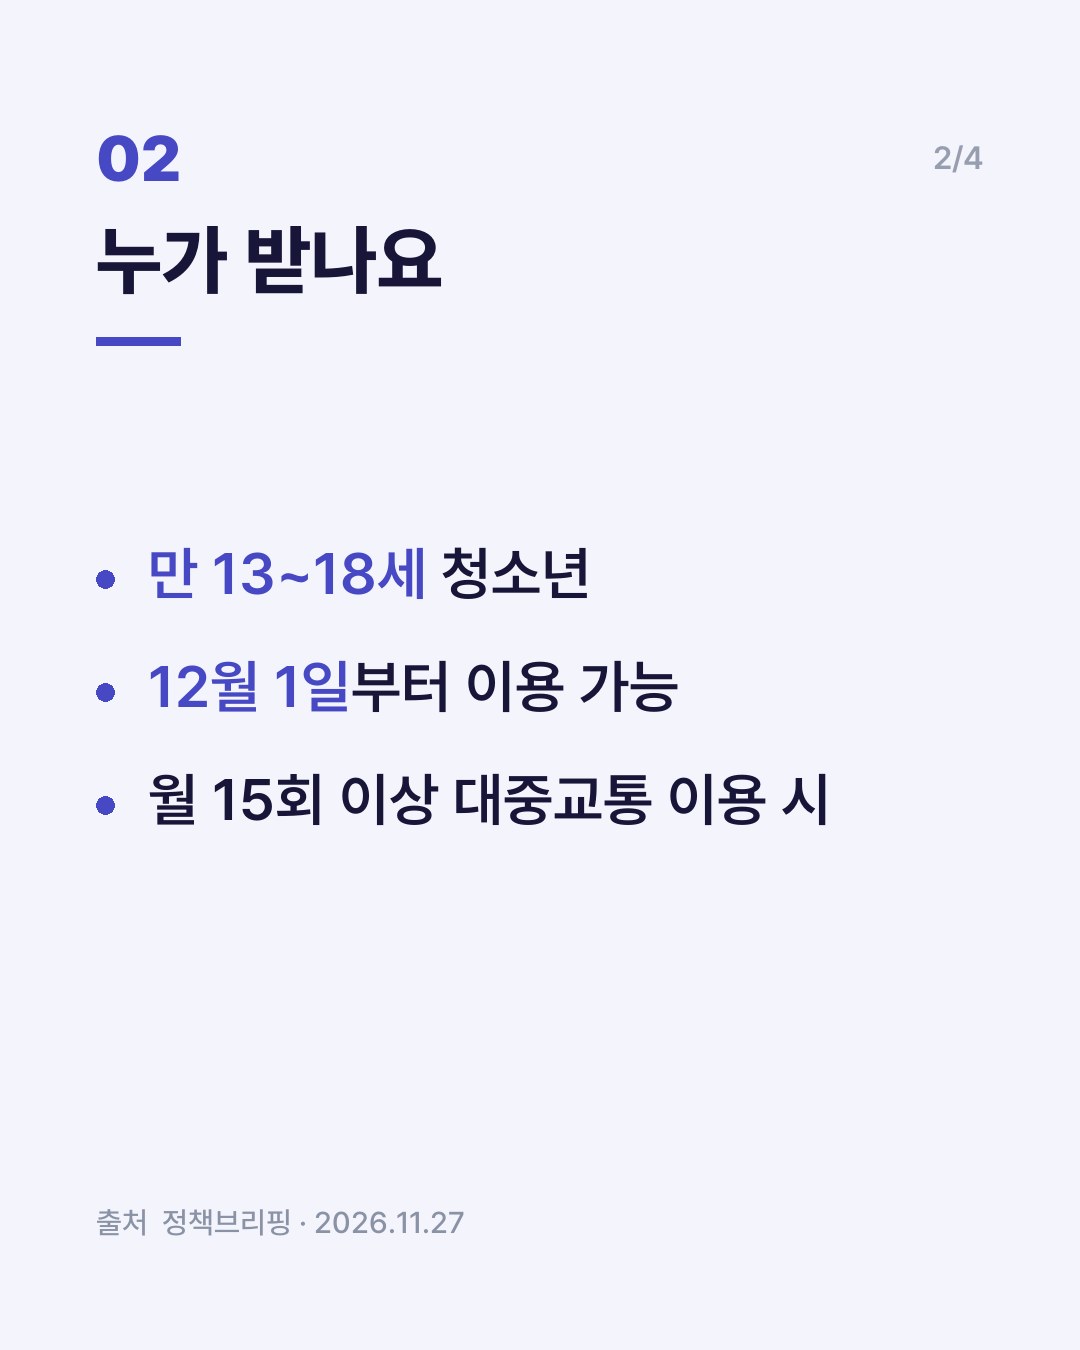 02
2/4
누가 받나요
만 13~18세 청소년
12월 1일부터 이용 가능
월 15회 이상 대중교통 이용 시
출처 정책브리핑 · 2026.11.27